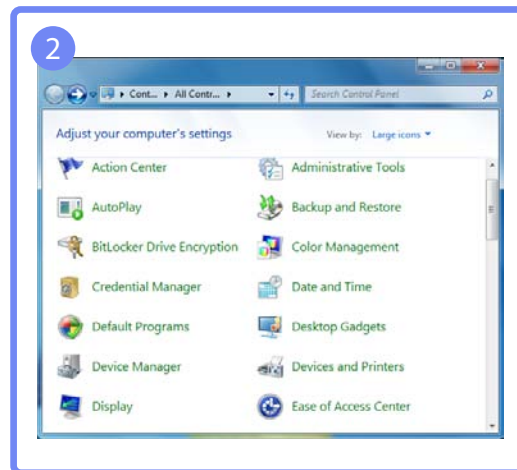 2
Cont... All Contr...
Search Control Panel
Adjust your computer's settings
View by: Large icons
Action Center
Administrative Tools
AutoPlay
Backup and Restore
BitLocker Drive Encryption
Color Management
Credential Manager
Date and Time
Default Programs
Desktop Gadgets
Device Manager
Devices and Printers
Display
Ease of Access Center